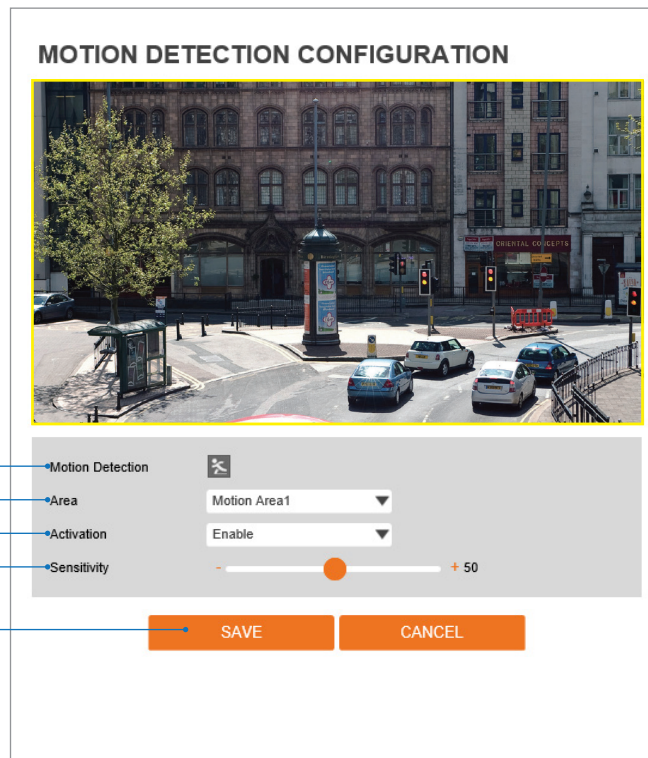 MOTION DETECTION CONFIGURATION
ORIENTAL CONCEPTS
Motion Detection
Area Motion Area1
Activation Enable
Sensitivity - + 50
SAVE CANCEL